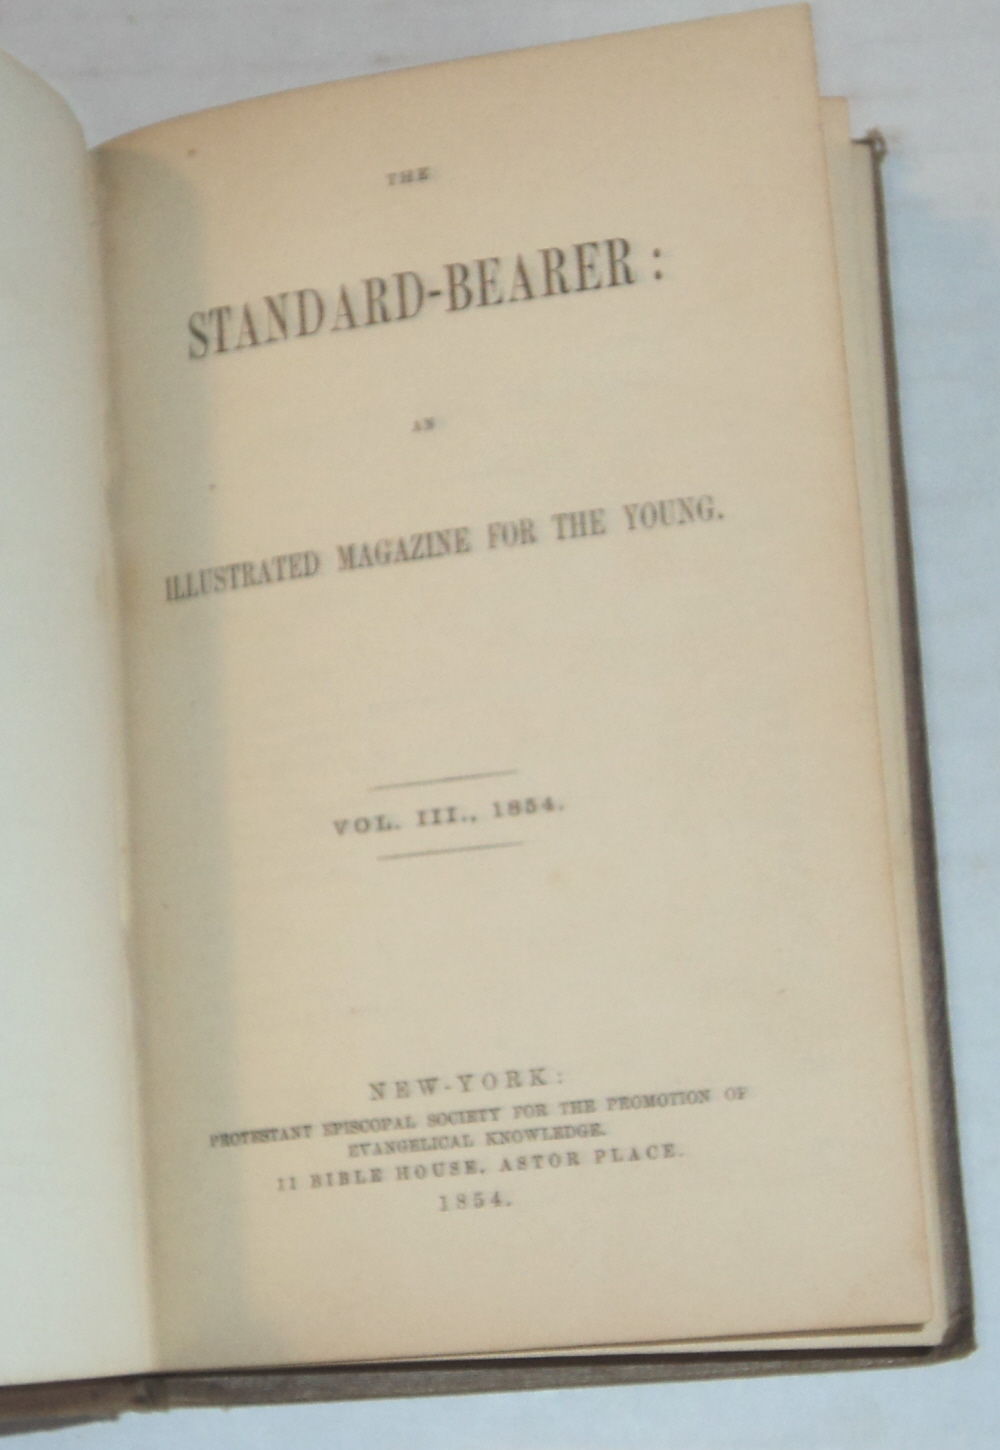 THE
STANDARD-BEARER:
AN
ILLUSTRATED MAGAZINE FOR THE YOUNG.
VOL. III., 1854.
NEW-YORK:
PROTESTANT EPISCOPAL SOCIETY FOR THE PROMOTION OF
EVANGELICAL KNOWLEDGE.
11 BIBLE HOUSE, ASTOR PLACE.
1854.